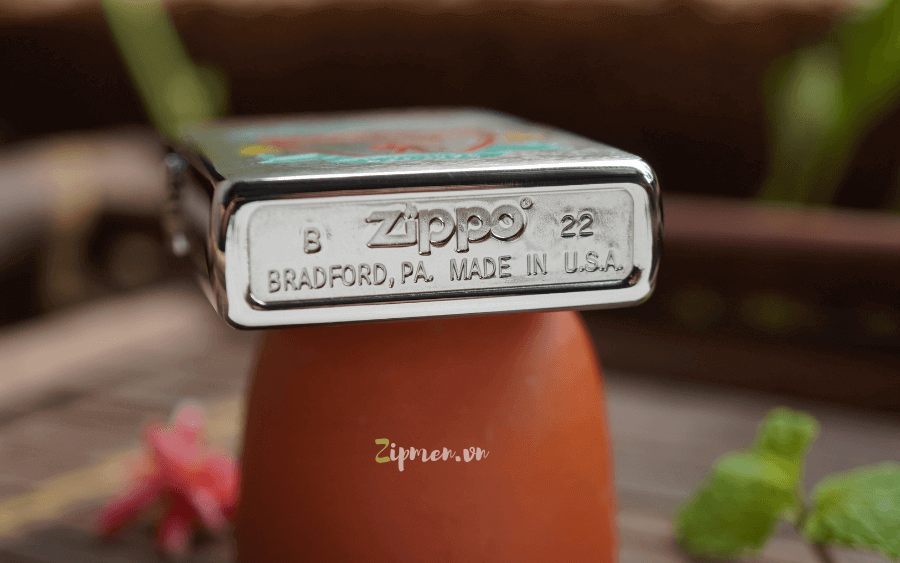 B Zippo® 22
BRADFORD, PA. MADE IN U.S.A.
Zipmen.vn